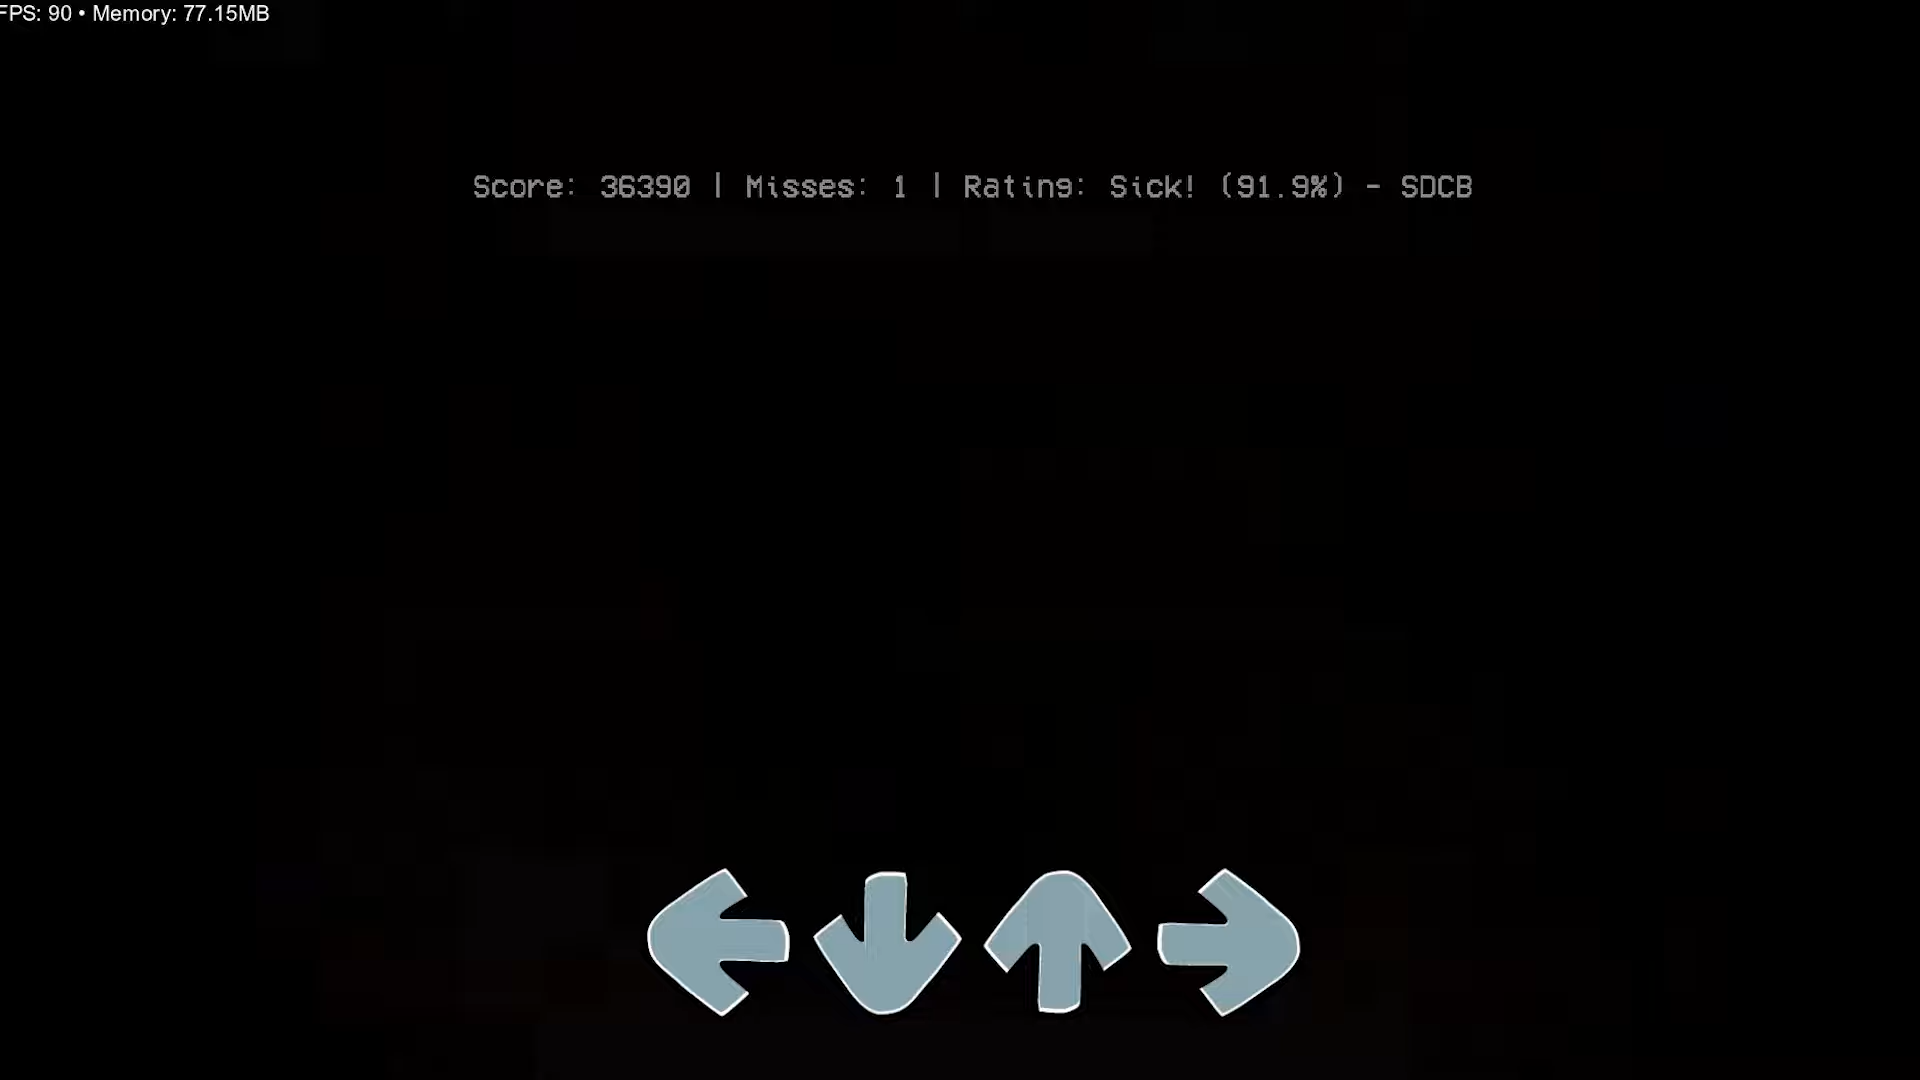 FPS: 90 • Memory: 77.15MB
Score: 36390 | Misses: 1 | Rating: Sick! (91.9%) - SDCB